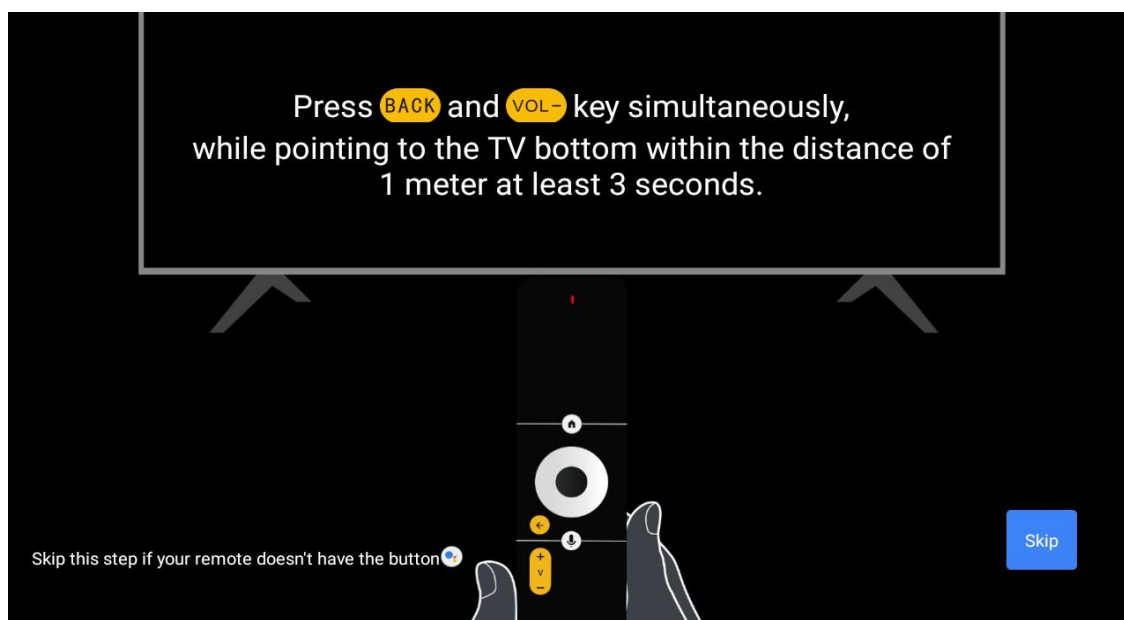 Press BACK and VOL- key simultaneously,
while pointing to the TV bottom within the distance of
1 meter at least 3 seconds.
+
V
-
Skip this step if your remote doesn't have the button
Skip